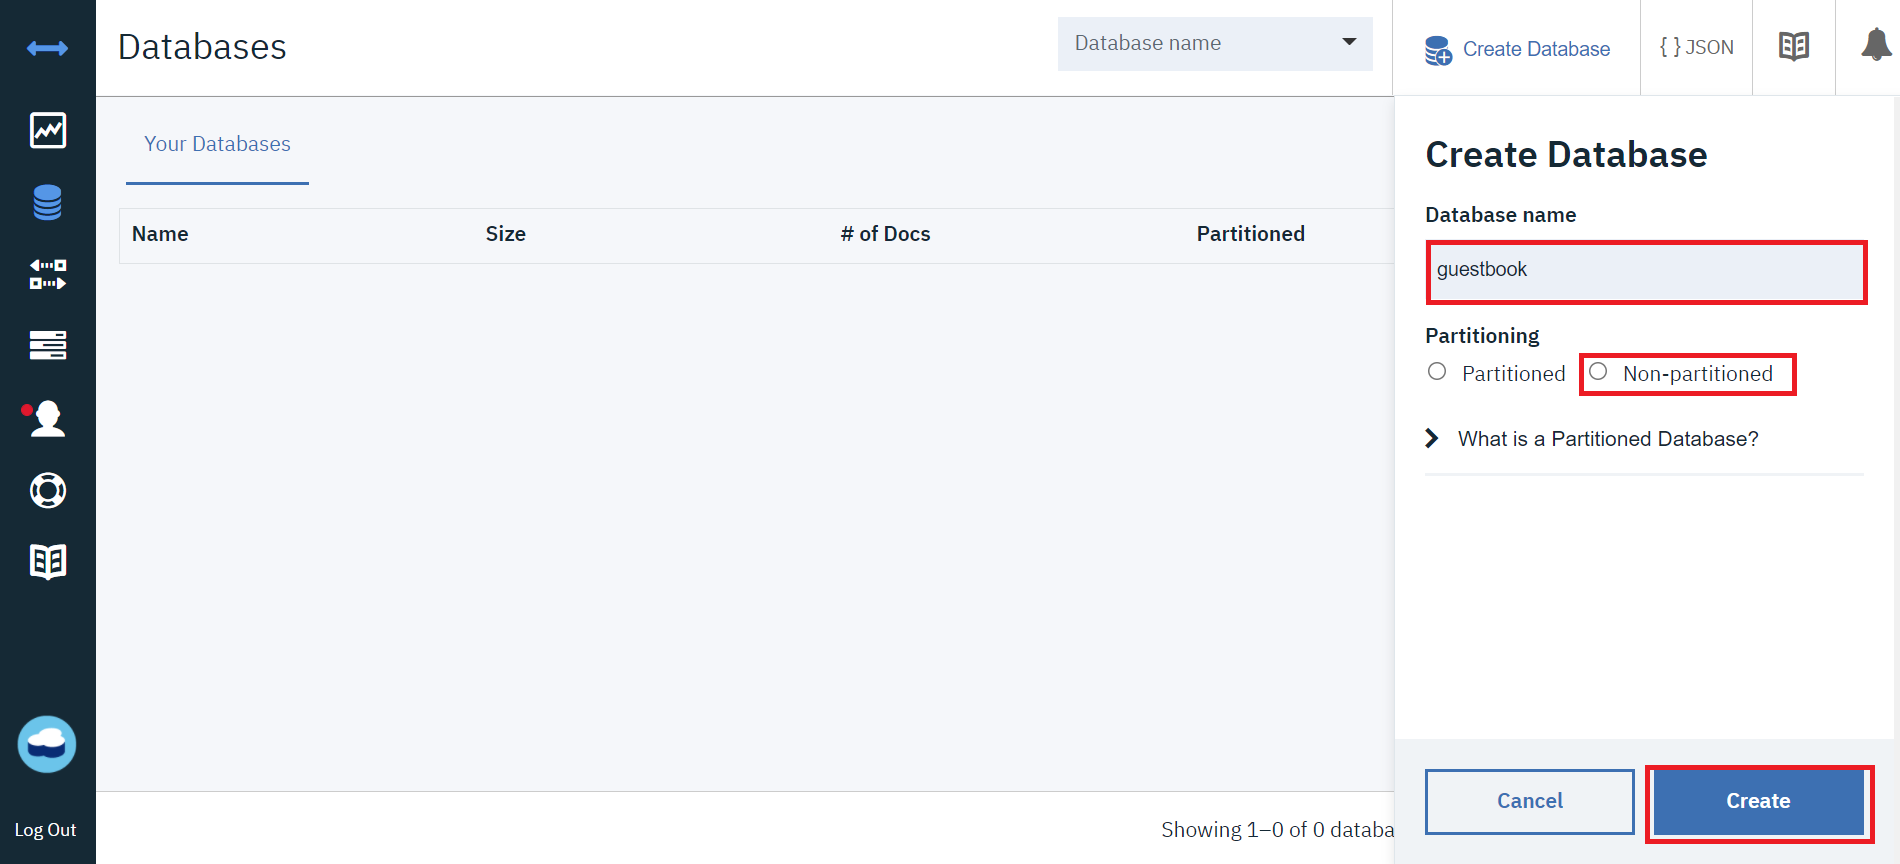 Databases
Database name
Create Database
{ } JSON
Your Databases
Name Size # of Docs Partitioned
Create Database
Database name
guestbook
Partitioning
Partitioned Non-partitioned
What is a Partitioned Database?
Cancel Create
Showing 1–0 of 0 databa
Log Out